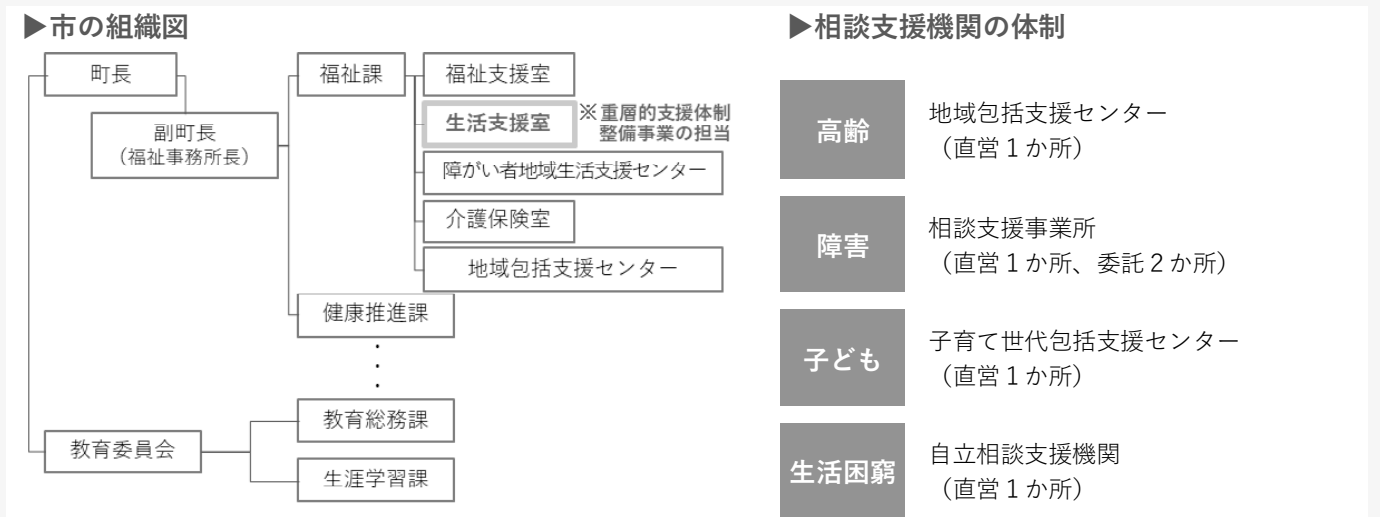 ▶市の組織図
町長
副町長
（福祉事務所長）
福祉課
福祉支援室
生活支援室
※重層的支援体制
整備事業の担当
障がい者地域生活支援センター
介護保険室
地域包括支援センター
健康推進課
・
・
・
教育委員会
教育総務課
生涯学習課
▶相談支援機関の体制
高齢
地域包括支援センター
（直営１か所）
障害
相談支援事業所
（直営１か所、委託２か所）
子ども
子育て世代包括支援センター
（直営１か所）
生活困窮
自立相談支援機関
（直営１か所）